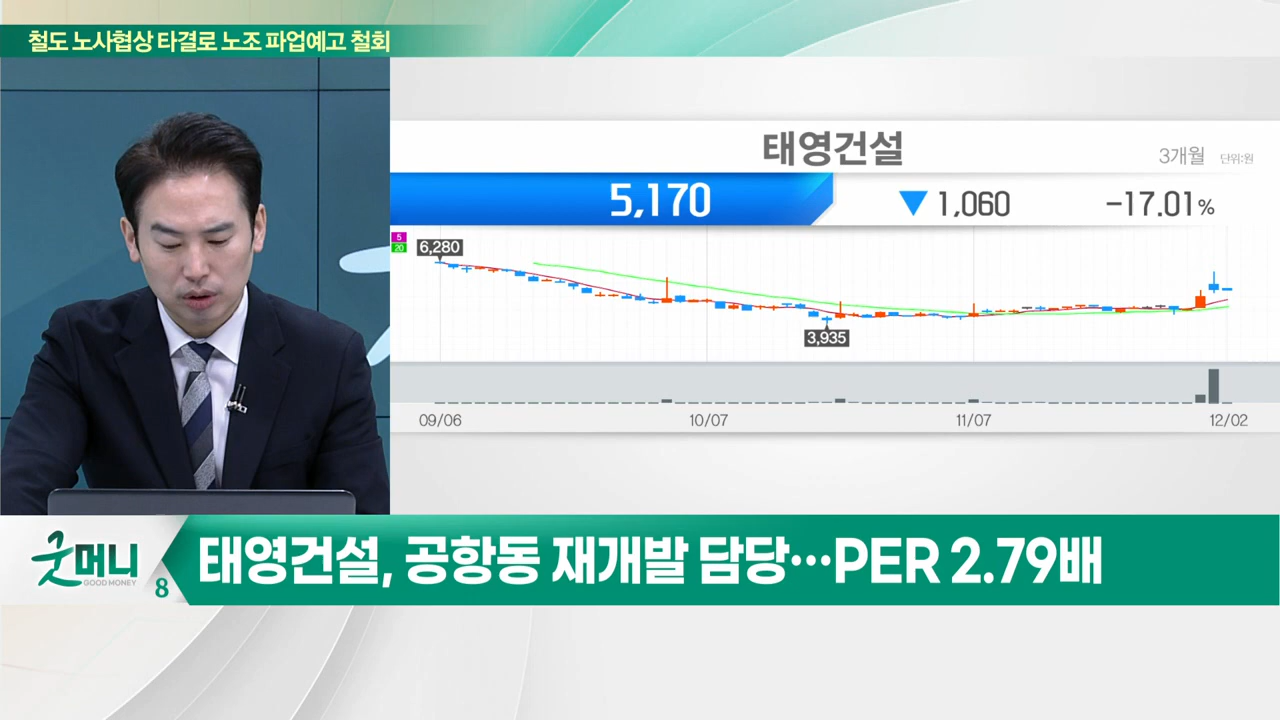 철도 노사협상 타결로 노조 파업예고 철회
태영건설
3개월 단위:원
5,170 ▼ 1,060 -17.01%
5
20
6,280
3,935
09/06 10/07 11/07 12/02
굿머니
GOOD MONEY
8
태영건설, 공항동 재개발 담당…PER 2.79배